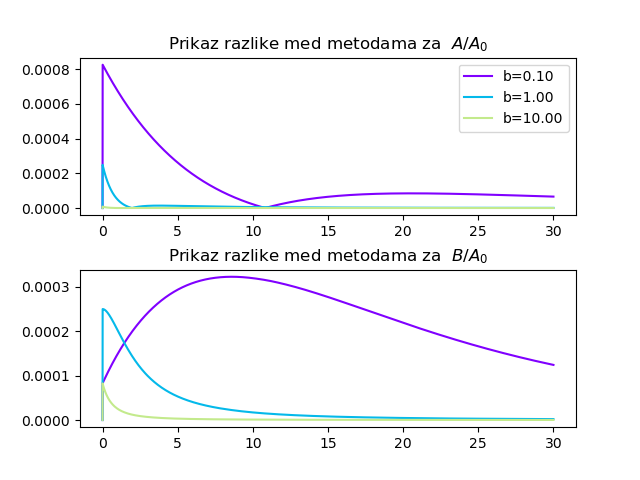 Prikaz razlike med metodama za A/A₀
0.0008
0.0006
0.0004
0.0002
0.0000
b=0.10
b=1.00
b=10.00
0 5 10 15 20 25 30
Prikaz razlike med metodama za B/A₀
0.0003
0.0002
0.0001
0.0000
0 5 10 15 20 25 30